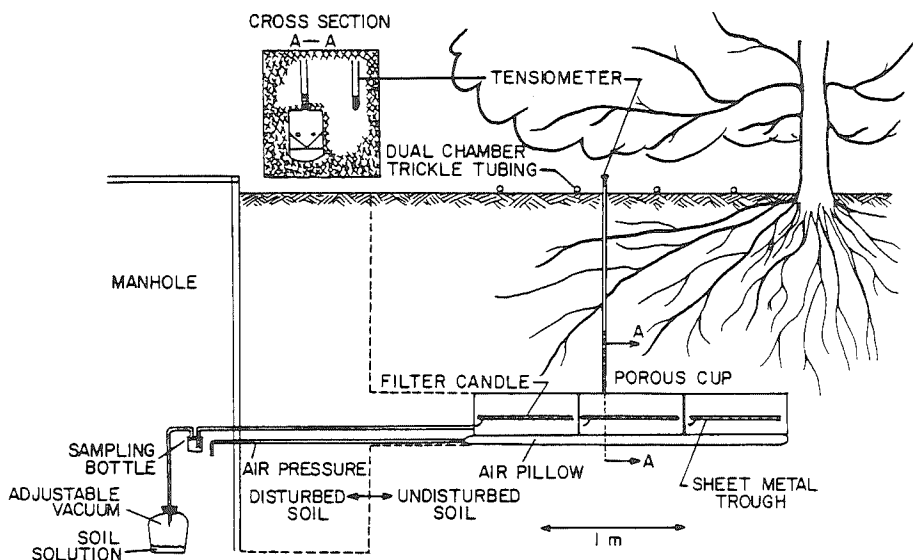 CROSS SECTION
A—A
TENSIOMETER
DUAL CHAMBER
TRICKLE TUBING
MANHOLE
A
FILTER CANDLE
POROUS CUP
SAMPLING
BOTTLE
AIR PRESSURE
AIR PILLOW
A
SHEET METAL
TROUGH
ADJUSTABLE
VACUUM
DISTURBED
SOIL
UNDISTURBED
SOIL
SOIL
SOLUTION
1 m